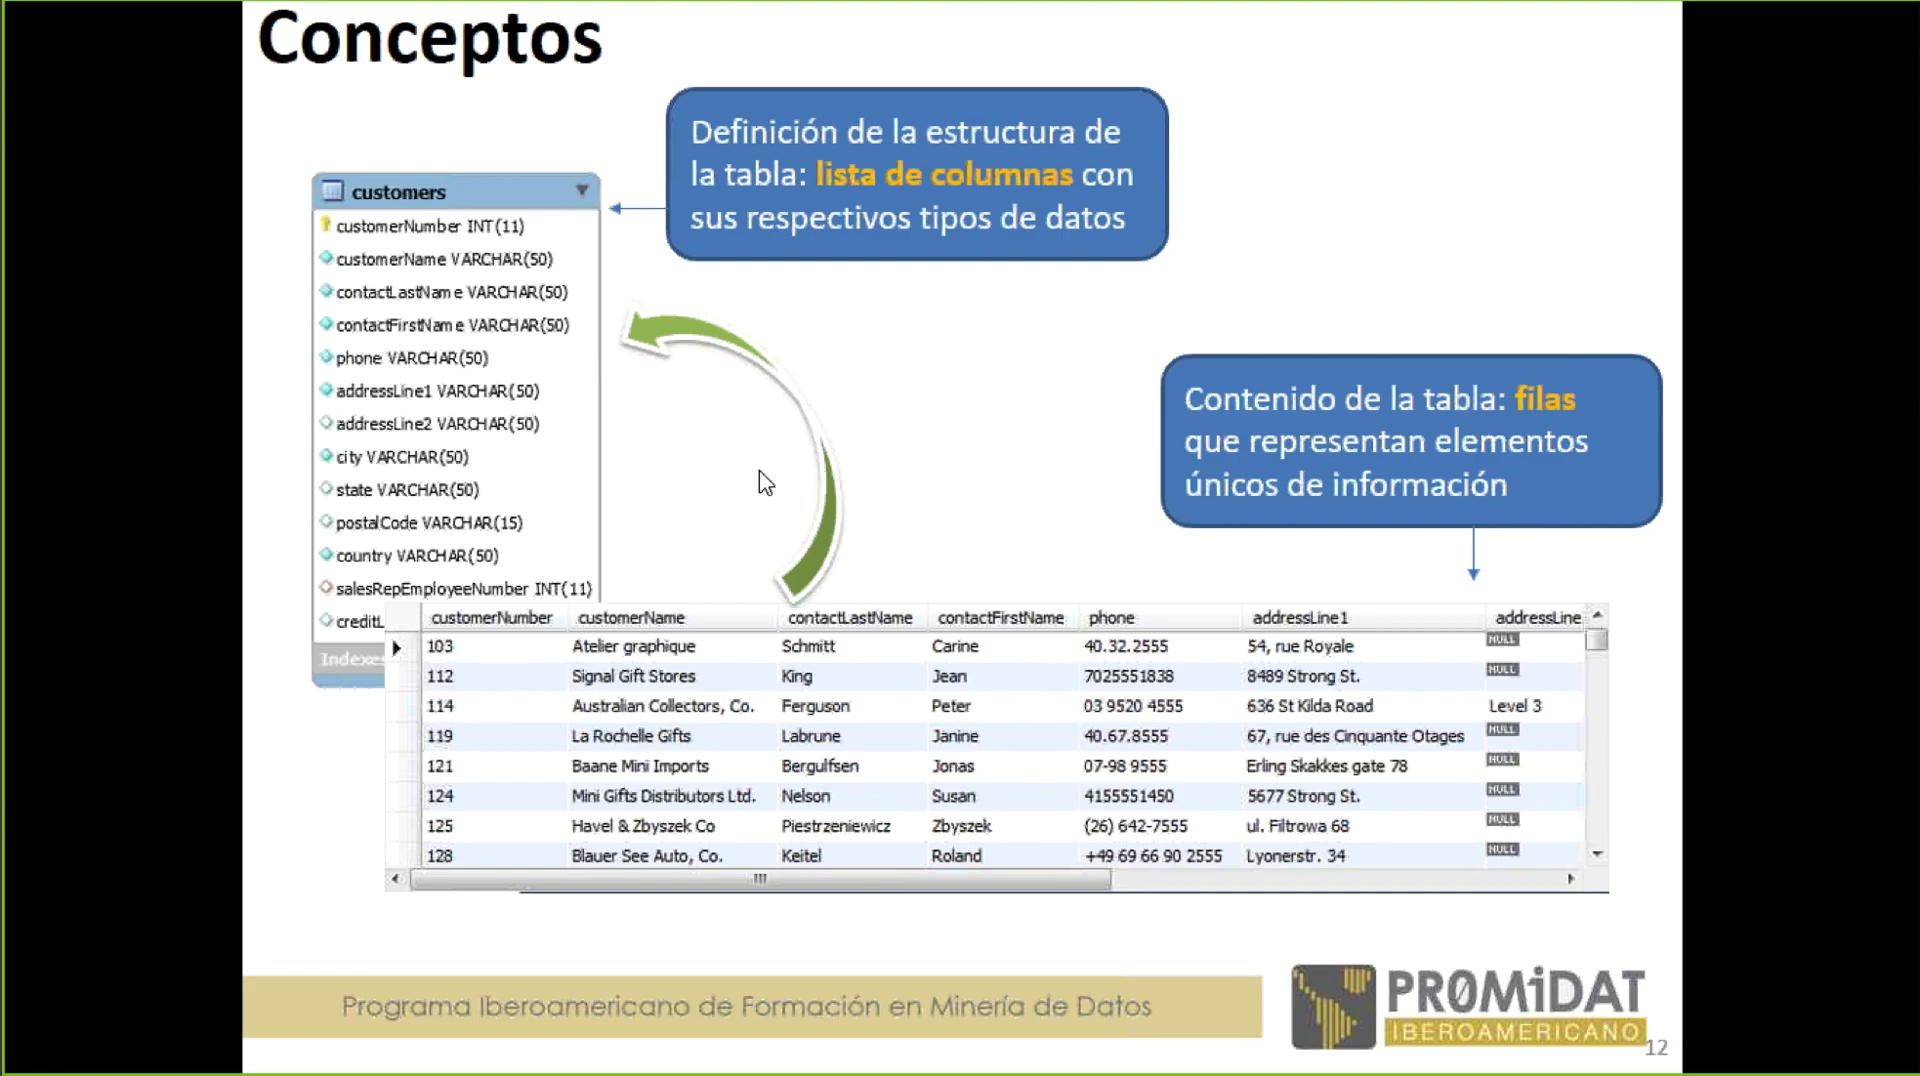 Conceptos
Definición de la estructura de
la tabla: lista de columnas con
sus respectivos tipos de datos
customers
customerNumber INT(11)
customerName VARCHAR(50)
contactLastName VARCHAR(50)
contactFirstName VARCHAR(50)
phone VARCHAR(50)
addressLine1 VARCHAR(50)
addressLine2 VARCHAR(50)
city VARCHAR(50)
state VARCHAR(50)
postalCode VARCHAR(15)
country VARCHAR(50)
salesRepEmployeeNumber INT(11)
creditL
Indexes
Contenido de la tabla: filas
que representan elementos
únicos de información
customerNumber customerName contactLastName contactFirstName phone addressLine1 addressLine
103 Atelier graphique Schmitt Carine 40.32.2555 54, rue Royale NULL
112 Signal Gift Stores King Jean 7025551838 8489 Strong St. NULL
114 Australian Collectors, Co. Ferguson Peter 03 9520 4555 636 St Kilda Road Level 3
119 La Rochelle Gifts Labrune Janine 40.67.8555 67, rue des Cinquante Otages NULL
121 Baane Mini Imports Bergulfsen Jonas 07-98 9555 Erling Skakkes gate 78 NULL
124 Mini Gifts Distributors Ltd. Nelson Susan 4155551450 5677 Strong St. NULL
125 Havel & Zbyszek Co Piestrzeniewicz Zbyszek (26) 642-7555 ul. Filtrowa 68 NULL
128 Blauer See Auto, Co. Keitel Roland +49 69 66 90 2555 Lyonerstr. 34 NULL
Programa Iberoamericano de Formación en Minería de Datos
PR0MiDAT
IBEROAMERICANO
12